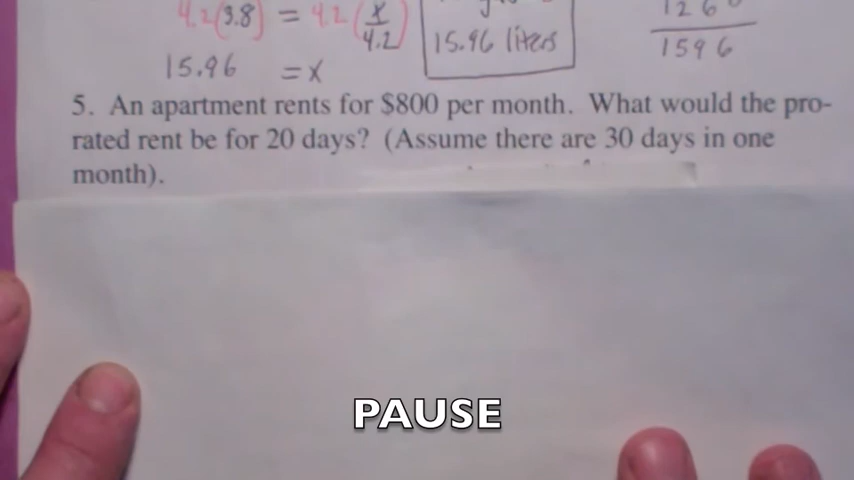 4.2(3.8) = 4.2(x/4.2)
15.96 = x
15.96 liters
1596
5. An apartment rents for $800 per month. What would the pro-
rated rent be for 20 days? (Assume there are 30 days in one
month).
PAUSE